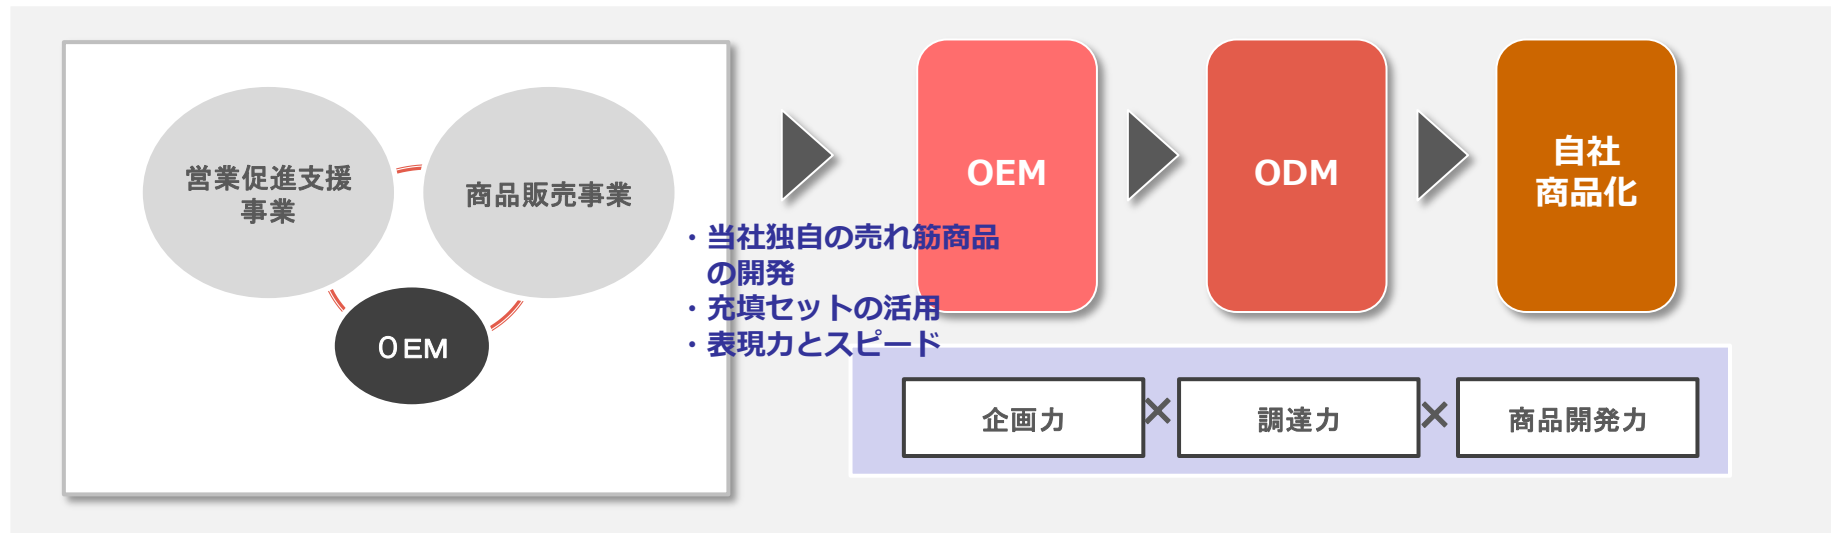 営業促進支援
事業
商品販売事業
ＯEM
・当社独自の売れ筋商品
の開発
・充填セットの活用
・表現力とスピード
OEM
ODM
自社
商品化
企画力
×
調達力
×
商品開発力